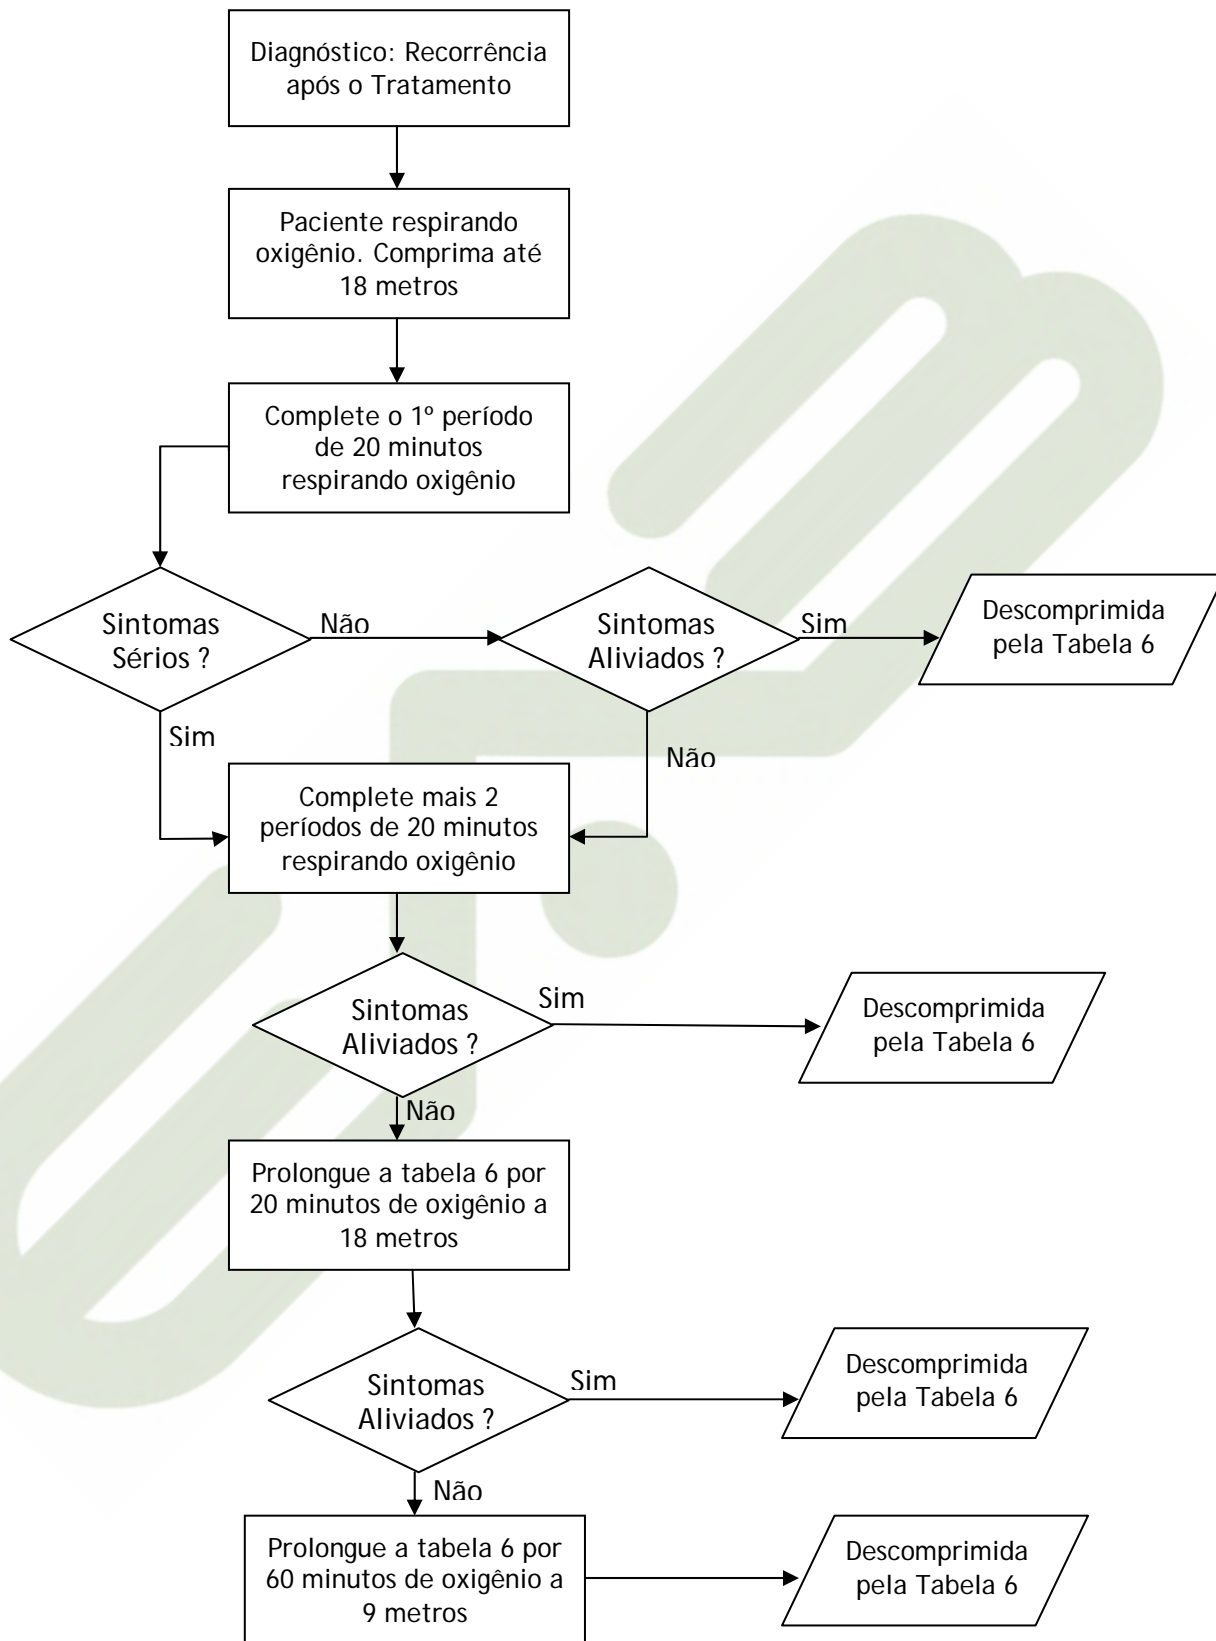 Diagnóstico: Recorrência
após o Tratamento
Paciente respirando
oxigênio. Comprima até
18 metros
Complete o 1º período
de 20 minutos
respirando oxigênio
Sintomas
Sérios ?
Não
Sintomas
Aliviados ?
Sim
Descomprimida
pela Tabela 6
Sim
Não
Complete mais 2
períodos de 20 minutos
respirando oxigênio
Sintomas
Aliviados ?
Sim
Descomprimida
pela Tabela 6
Não
Prolongue a tabela 6 por
20 minutos de oxigênio a
18 metros
Sintomas
Aliviados ?
Sim
Descomprimida
pela Tabela 6
Não
Prolongue a tabela 6 por
60 minutos de oxigênio a
9 metros
Descomprimida
pela Tabela 6